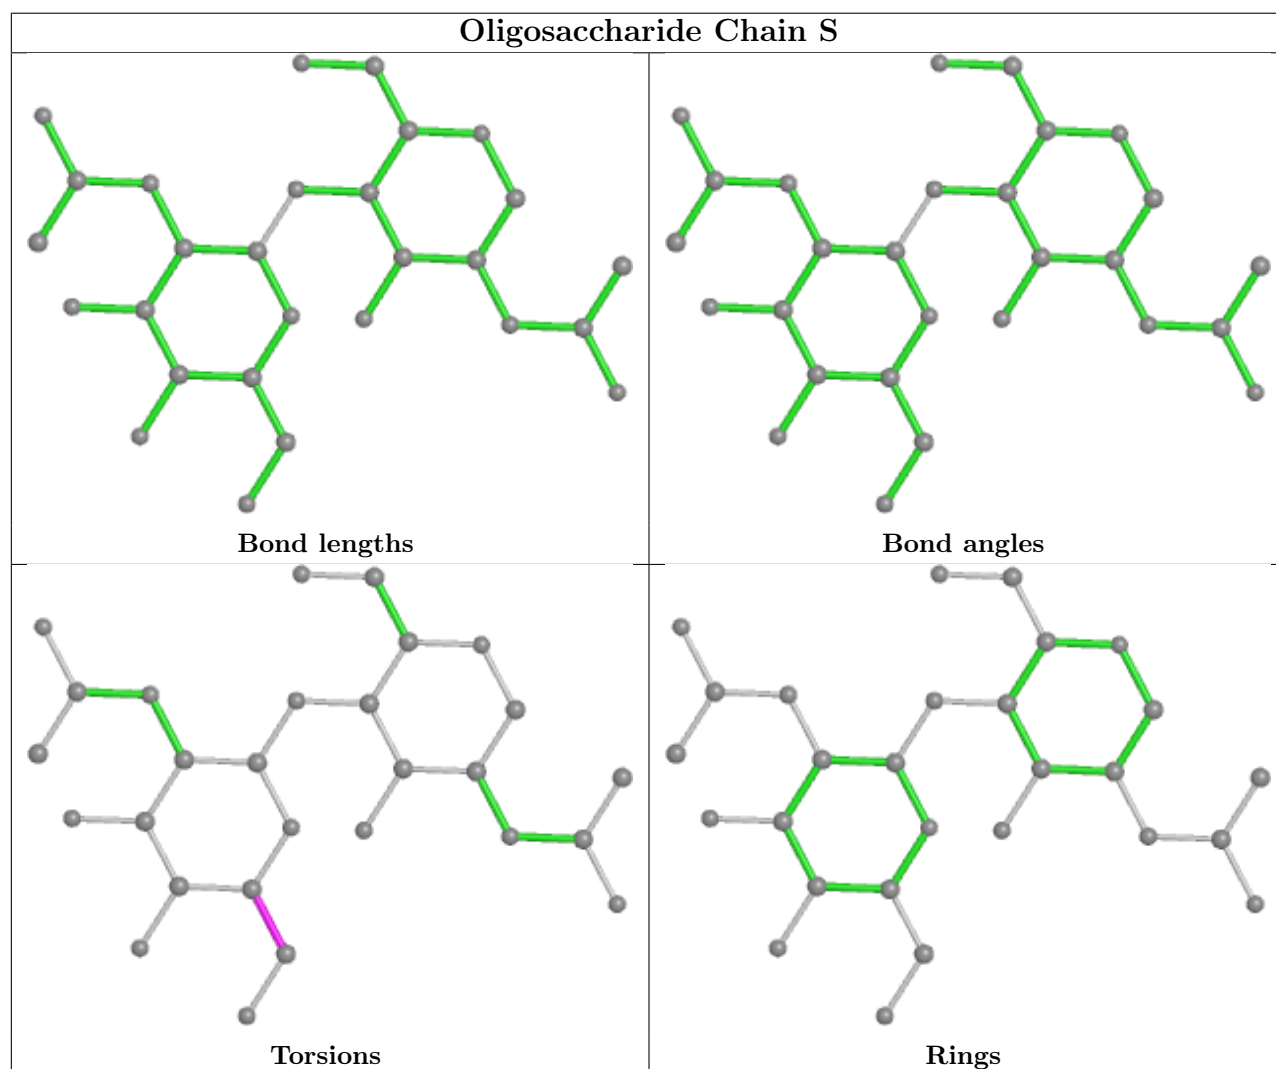 Oligosaccharide Chain S
Bond lengths
Bond angles
Torsions
Rings